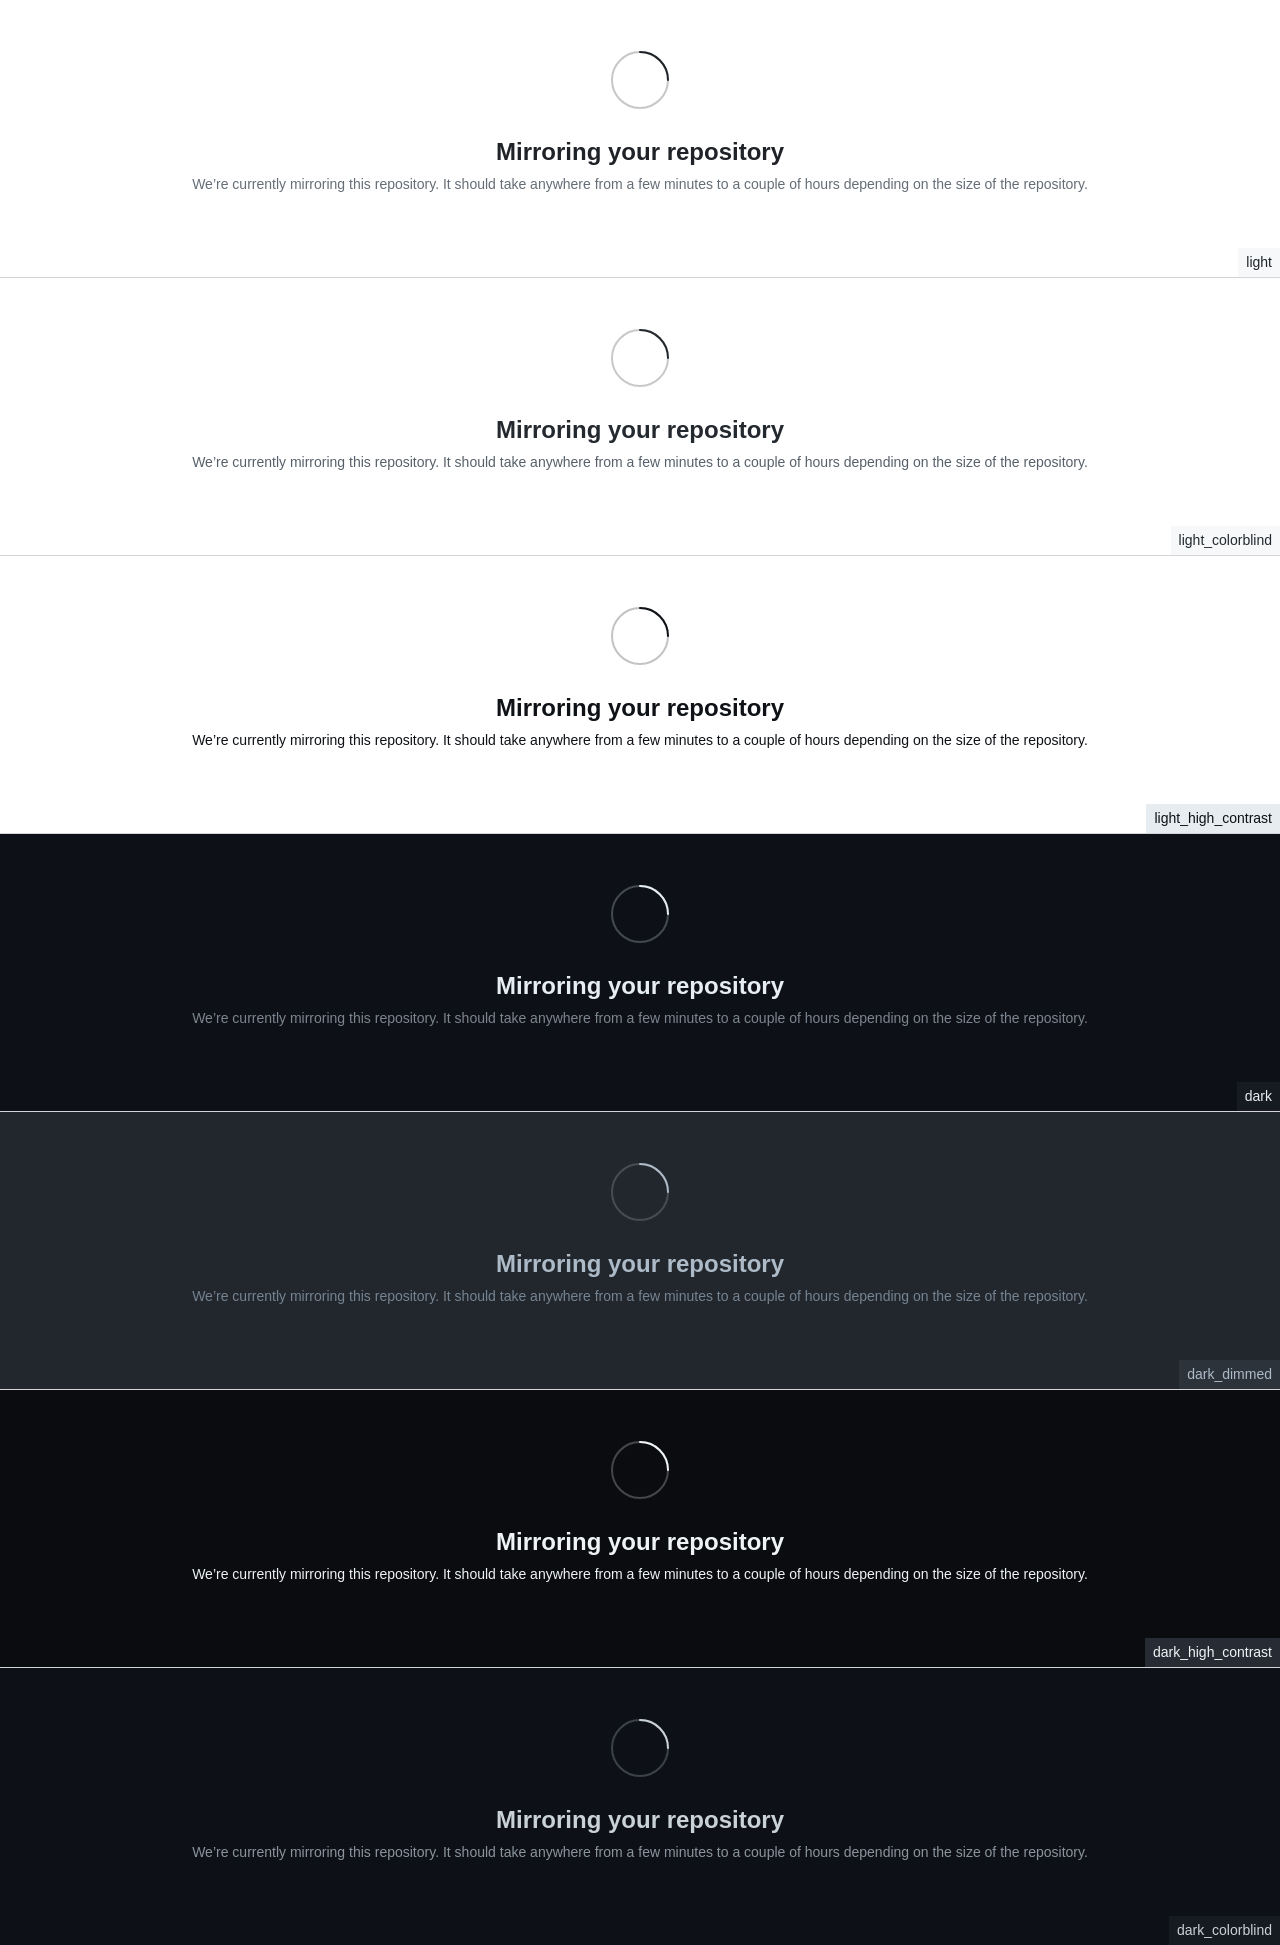 Mirroring your repository
We’re currently mirroring this repository. It should take anywhere from a few minutes to a couple of hours depending on the size of the repository.
light
Mirroring your repository
We’re currently mirroring this repository. It should take anywhere from a few minutes to a couple of hours depending on the size of the repository.
light_colorblind
Mirroring your repository
We’re currently mirroring this repository. It should take anywhere from a few minutes to a couple of hours depending on the size of the repository.
light_high_contrast
Mirroring your repository
We’re currently mirroring this repository. It should take anywhere from a few minutes to a couple of hours depending on the size of the repository.
dark
Mirroring your repository
We’re currently mirroring this repository. It should take anywhere from a few minutes to a couple of hours depending on the size of the repository.
dark_dimmed
Mirroring your repository
We’re currently mirroring this repository. It should take anywhere from a few minutes to a couple of hours depending on the size of the repository.
dark_high_contrast
Mirroring your repository
We’re currently mirroring this repository. It should take anywhere from a few minutes to a couple of hours depending on the size of the repository.
dark_colorblind